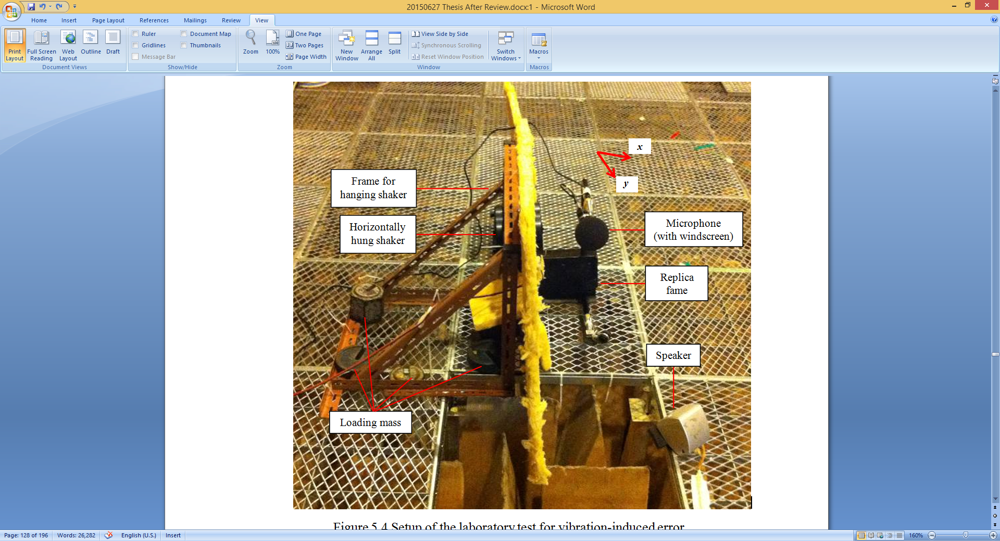 20150627 Thesis After Review.docx:1 - Microsoft Word
Home Insert Page Layout References Mailings Review View
Print Layout
Full Screen Reading
Web Layout
Outline
Draft
Document Views
Ruler
Gridlines
Message Bar
Document Map
Thumbnails
Show/Hide
Zoom
100%
One Page
Two Pages
Page Width
Zoom
New Window
Arrange All
Split
View Side by Side
Synchronous Scrolling
Reset Window Position
Window
Switch Windows
Macros
Macros
x
y
Frame for
hanging shaker
Horizontally
hung shaker
Microphone
(with windscreen)
Replica
fame
Speaker
Loading mass
Figure 5.4 Setup of the laboratory test for vibration-induced error
Page: 128 of 196 Words: 26,282 English (U.S.) Insert 160%